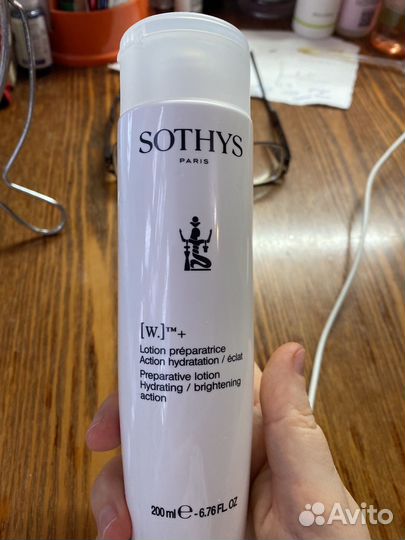 SOTHYS
PARIS
[W.]™+
Lotion préparatrice
Action hydratation / éclat
Preparative lotion
Hydrating / brightening
action
200 ml e - 6.76 FL. OZ
Avito